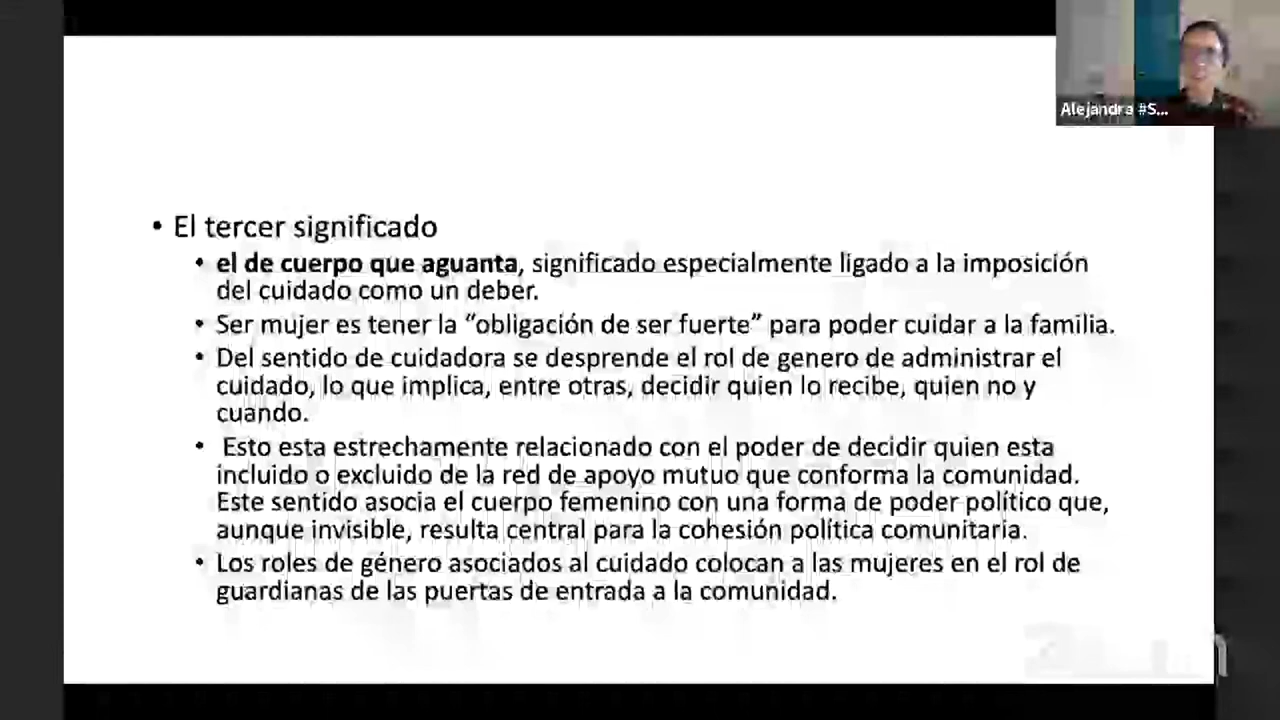 Alejandra #S...
• El tercer significado
• el de cuerpo que aguanta, significado especialmente ligado a la imposición
del cuidado como un deber.
• Ser mujer es tener la “obligación de ser fuerte” para poder cuidar a la familia.
• Del sentido de cuidadora se desprende el rol de genero de administrar el
cuidado, lo que implica, entre otras, decidir quien lo recibe, quien no y
cuando.
• Esto esta estrechamente relacionado con el poder de decidir quien esta
incluido o excluido de la red de apoyo mutuo que conforma la comunidad.
Este sentido asocia el cuerpo femenino con una forma de poder político que,
aunque invisible, resulta central para la cohesión política comunitaria.
• Los roles de género asociados al cuidado colocan a las mujeres en el rol de
guardianas de las puertas de entrada a la comunidad.